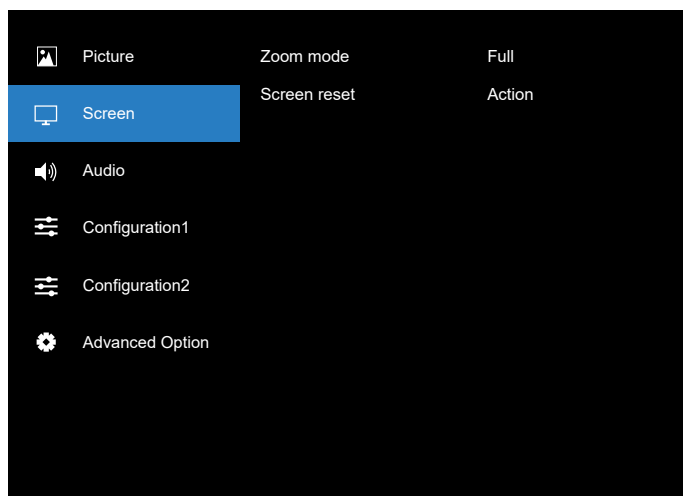 Picture
Zoom mode Full
Screen reset Action
Screen
Audio
Configuration1
Configuration2
Advanced Option